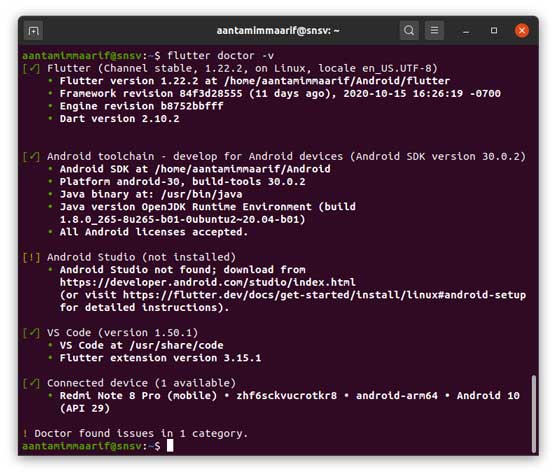 aantamimmaarif@snsv: ~
aantamimmaarif@snsv:~$ flutter doctor -v
[✓] Flutter (Channel stable, 1.22.2, on Linux, locale en_US.UTF-8)
• Flutter version 1.22.2 at /home/aantamimmaarif/Android/flutter
• Framework revision 84f3d28555 (11 days ago), 2020-10-15 16:26:19 -0700
• Engine revision b8752bbfff
• Dart version 2.10.2
[✓] Android toolchain - develop for Android devices (Android SDK version 30.0.2)
• Android SDK at /home/aantamimmaarif/Android
• Platform android-30, build-tools 30.0.2
• Java binary at: /usr/bin/java
• Java version OpenJDK Runtime Environment (build
1.8.0_265-8u265-b01-0ubuntu2~20.04-b01)
• All Android licenses accepted.
[!] Android Studio (not installed)
• Android Studio not found; download from
https://developer.android.com/studio/index.html
(or visit https://flutter.dev/docs/get-started/install/linux#android-setup
for detailed instructions).
[✓] VS Code (version 1.50.1)
• VS Code at /usr/share/code
• Flutter extension version 3.15.1
[✓] Connected device (1 available)
• Redmi Note 8 Pro (mobile) • zhf6sckvucrotkr8 • android-arm64 • Android 10
(API 29)
! Doctor found issues in 1 category.
aantamimmaarif@snsv:~$